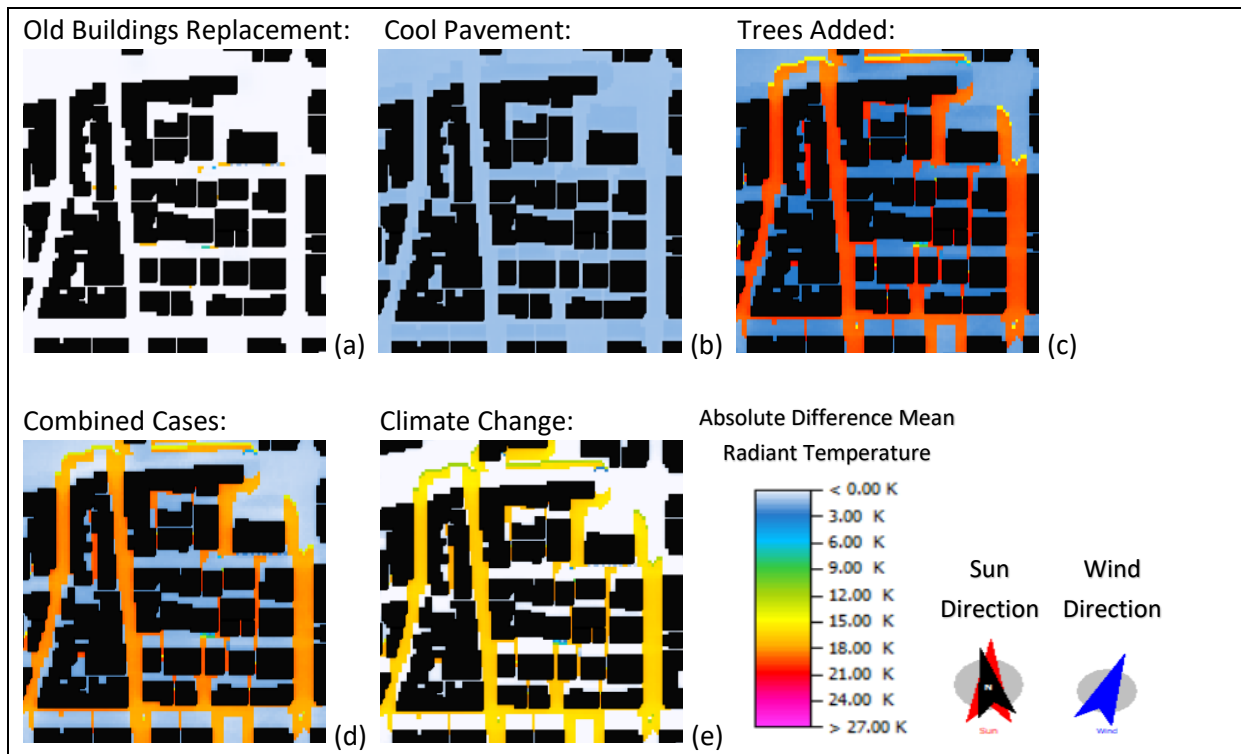 Old Buildings Replacement:
Cool Pavement:
Trees Added:
(a)
(b)
(c)
Combined Cases:
Climate Change:
Absolute Difference Mean
Radiant Temperature
< 0.00 K
3.00 K
6.00 K
9.00 K
12.00 K
15.00 K
18.00 K
21.00 K
24.00 K
> 27.00 K
Sun
Direction
N
Sun
Wind
Direction
Wind
(d)
(e)